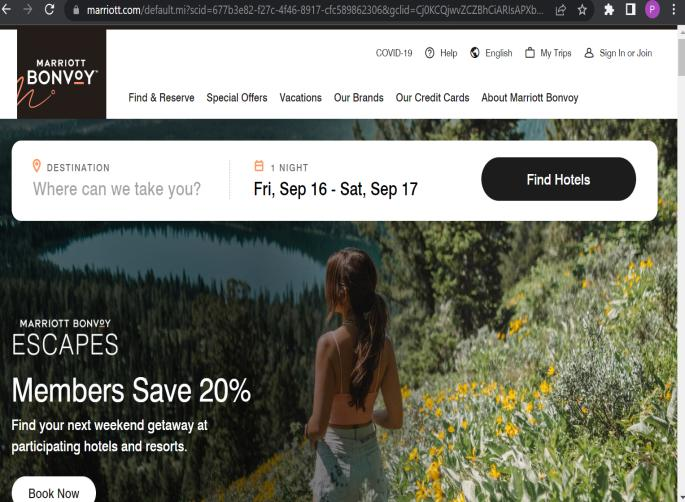 marriott.com/default.mi?scid=677b3e82-f27c-4f46-8917-cfc589862306&gclid=Cj0KCQjwvZCZBhCiARIsAPXb...
P
COVID-19 Help English My Trips Sign In or Join
MARRIOTT
BONVOY
Find & Reserve Special Offers Vacations Our Brands Our Credit Cards About Marriott Bonvoy
DESTINATION
Where can we take you?
1 NIGHT
Fri, Sep 16 - Sat, Sep 17
Find Hotels
MARRIOTT BONVOY
ESCAPES
Members Save 20%
Find your next weekend getaway at
participating hotels and resorts.
Book Now